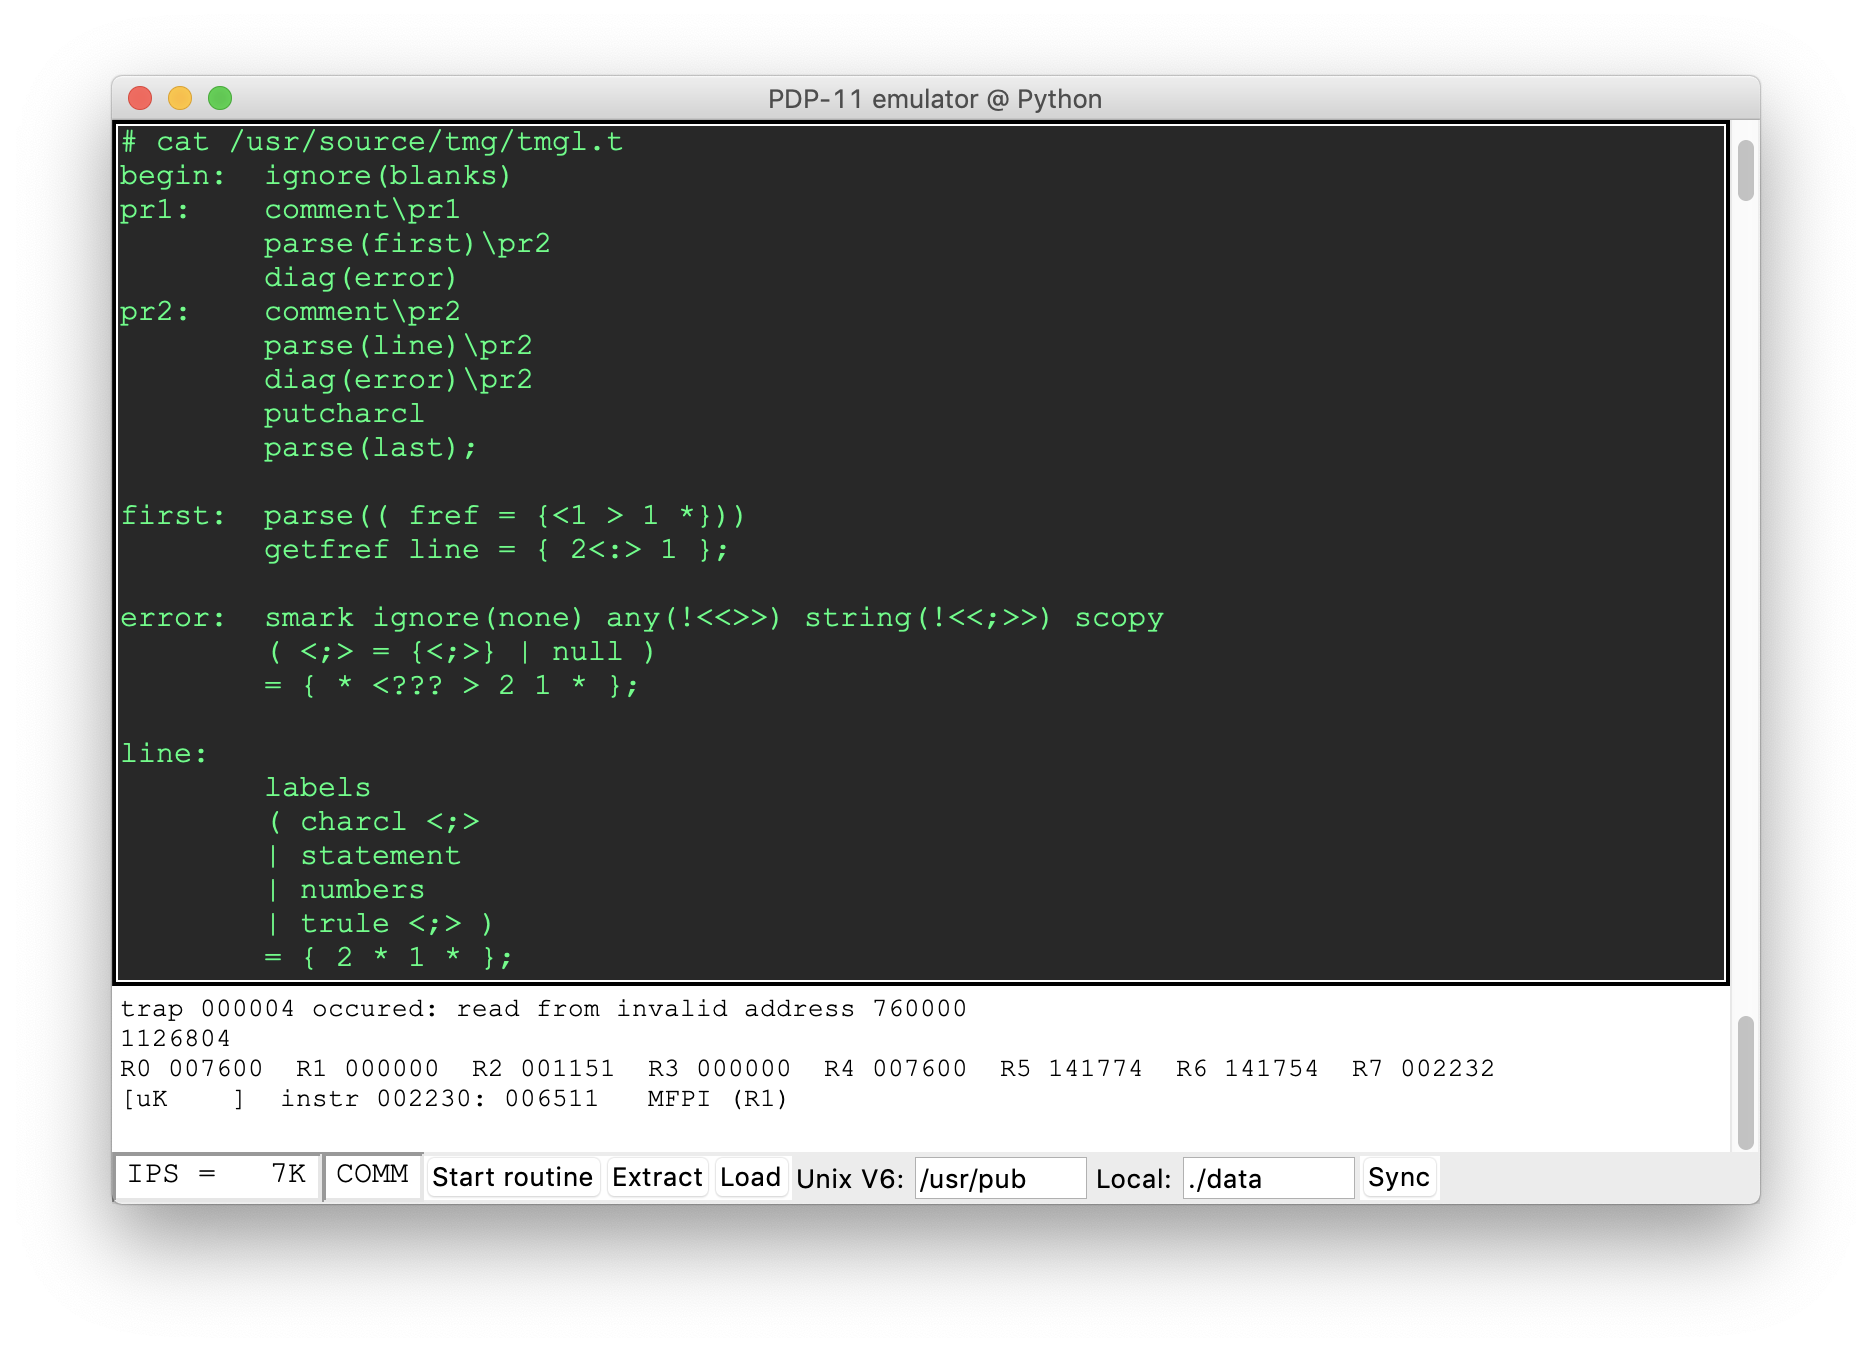 PDP-11 emulator @ Python
# cat /usr/source/tmg/tmgl.t
begin:  ignore(blanks)
pr1:    comment\pr1
        parse(first)\pr2
        diag(error)
pr2:    comment\pr2
        parse(line)\pr2
        diag(error)\pr2
        putcharcl
        parse(last);

first:  parse(( fref = {<1 > 1 *}))
        getfref line = { 2<:> 1 };

error:  smark ignore(none) any(!<<>>) string(!<<;>>) scopy
        ( <;> = {<;>} | null )
        = { * <??? > 2 1 * };

line:
        labels
        ( charcl <;>
        | statement
        | numbers
        | trule <;> )
        = { 2 * 1 * };
trap 000004 occured: read from invalid address 760000
1126804
R0 007600  R1 000000  R2 001151  R3 000000  R4 007600  R5 141774  R6 141754  R7 002232
[uK    ]  instr 002230: 006511   MFPI (R1)
IPS =   7K COMM Start routine Extract Load Unix V6: /usr/pub Local: ./data Sync